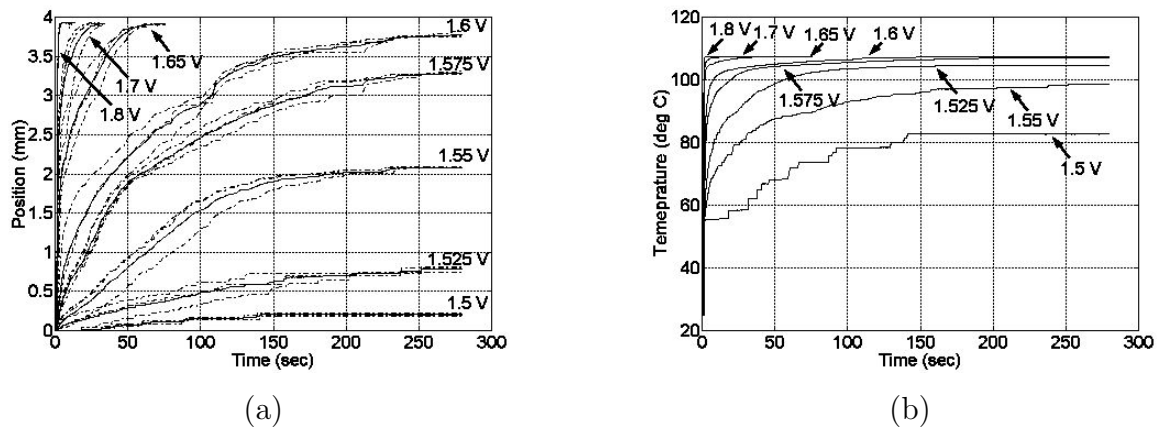 4
3.5
3
2.5
2
1.5
1
0.5
0
Position (mm)
1.8 V
1.7 V
1.65 V
1.6 V
1.575 V
1.55 V
1.525 V
1.5 V
0 50 100 150 200 250 300
Time (sec)
(a)
120
100
80
60
40
20
Temeprature (deg C)
1.8 V
1.7 V
1.65 V
1.6 V
1.575 V
1.525 V
1.55 V
1.5 V
0 50 100 150 200 250 300
Time (sec)
(b)